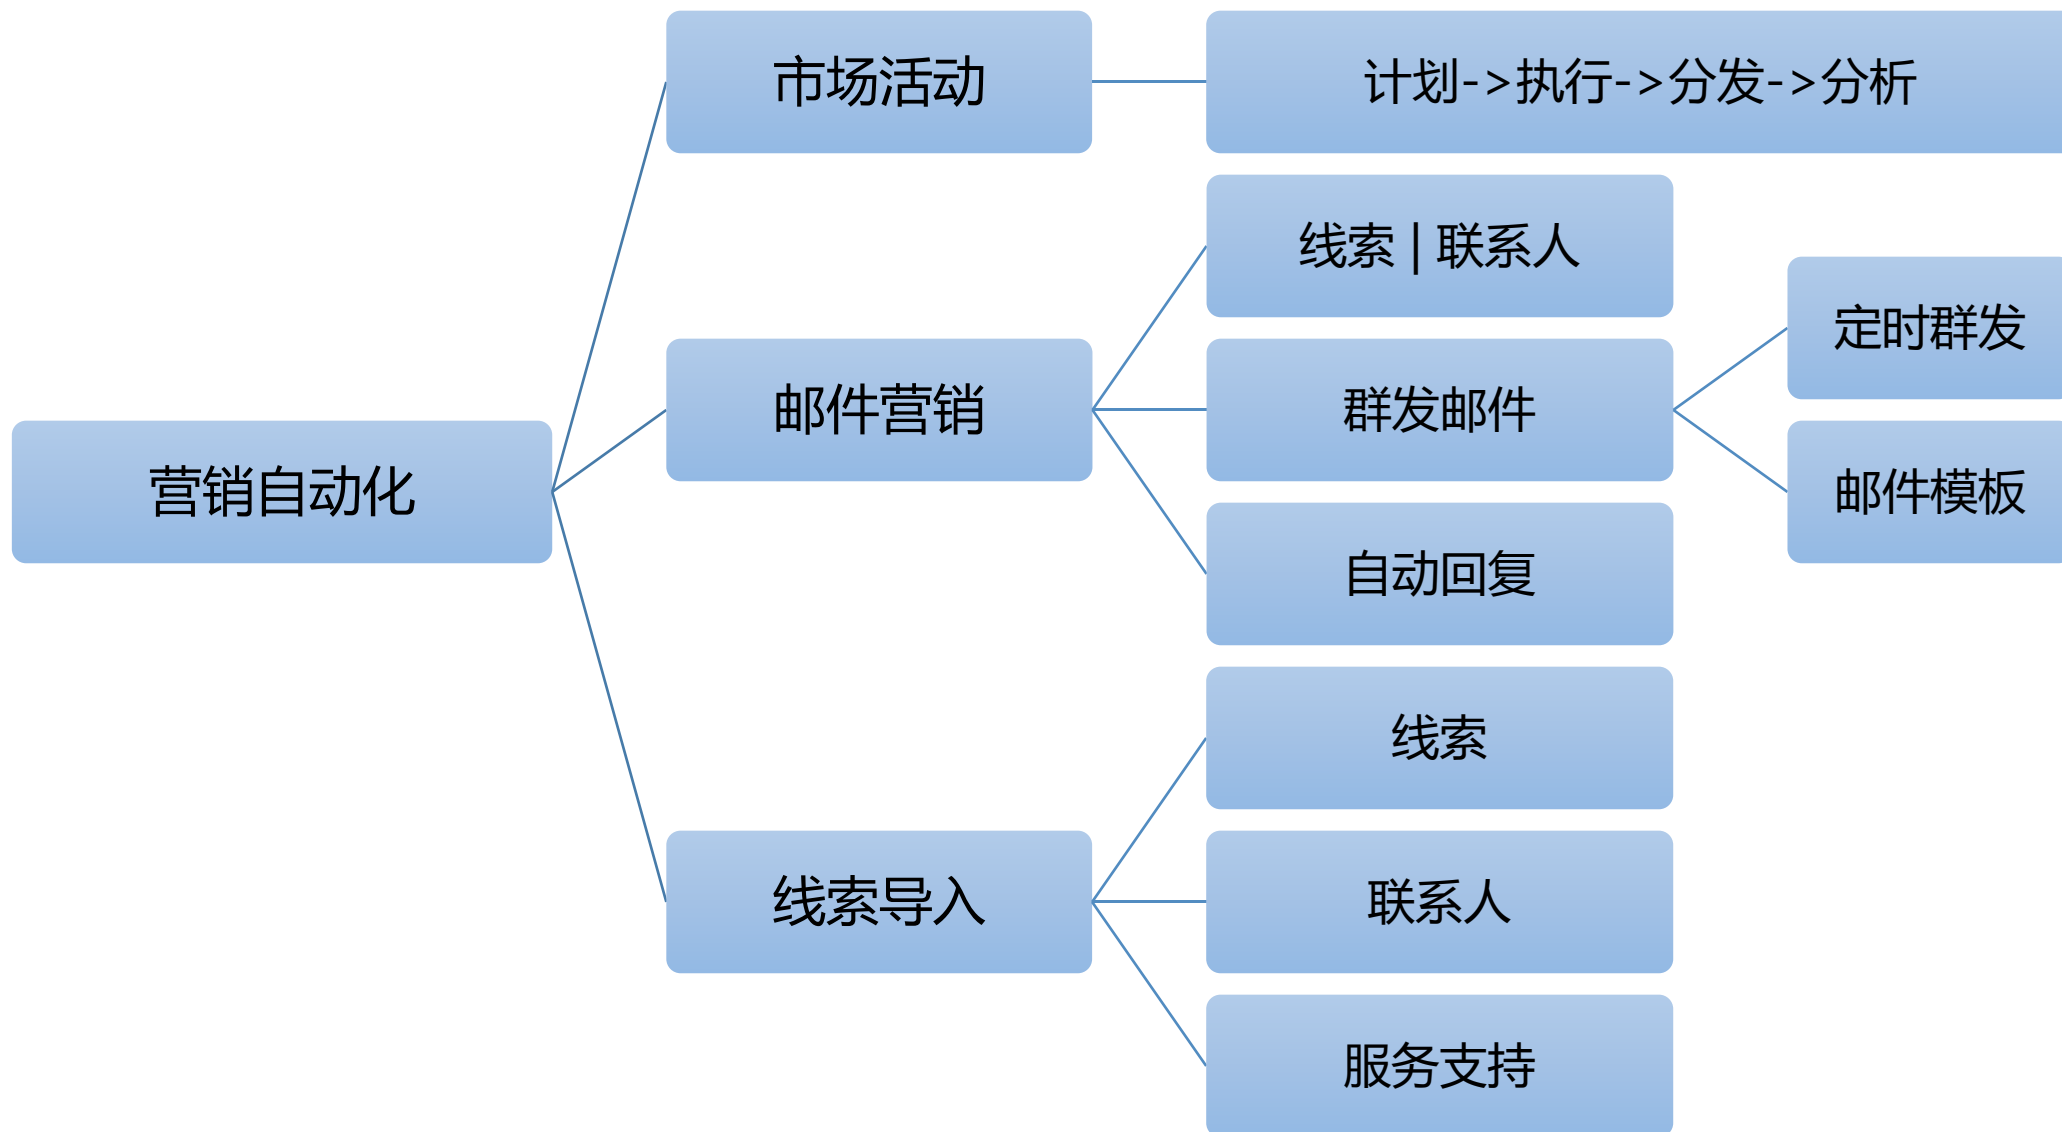 营销自动化
市场活动
计划->执行->分发->分析
邮件营销
线索 | 联系人
群发邮件
定时群发
邮件模板
自动回复
线索导入
线索
联系人
服务支持